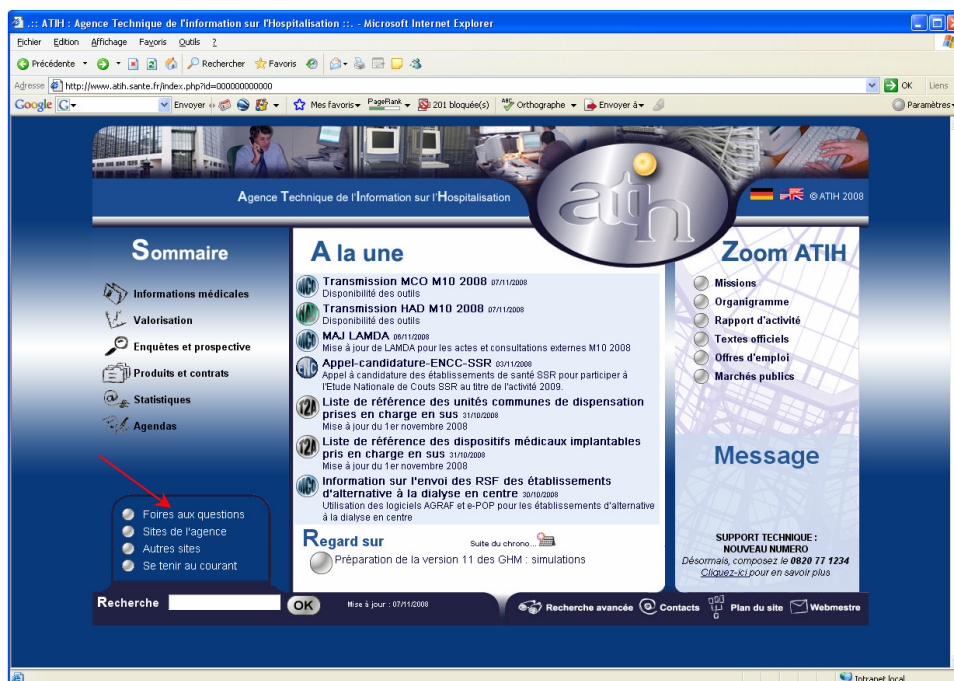 .:: ATIH : Agence Technique de l'information sur l'Hospitalisation ::. - Microsoft Internet Explorer
Fichier Edition Affichage Favoris Outils ?
Précédente Rechercher Favoris
Adresse http://www.atih.sante.fr/index.php?id=000000000000 OK Liens
Google G Envoyer Mes favoris PageRank 201 bloquée(s) Orthographe Envoyer à Paramètres
atih
Agence Technique de l'Information sur l'Hospitalisation
© ATIH 2008
Sommaire
Informations médicales
Valorisation
Enquêtes et prospective
Produits et contrats
Statistiques
Agendas
Foires aux questions
Sites de l'agence
Autres sites
Se tenir au courant
A la une
Transmission MCO M10 2008 07/11/2008
Disponibilité des outils
Transmission HAD M10 2008 07/11/2008
Disponibilité des outils
MAJ LAMDA 06/11/2008
Mise à jour de LAMDA pour les actes et consultations externes M10 2008
Appel-candidature-ENCC-SSR 03/11/2008
Appel à candidature des établissements de santé SSR pour participer à
l'Etude Nationale de Couts SSR au titre de l'activité 2009.
Liste de référence des unités communes de dispensation
prises en charge en sus 31/10/2008
Mise à jour du 1er novembre 2008
Liste de référence des dispositifs médicaux implantables
pris en charge en sus 31/10/2008
Mise à jour du 1er novembre 2008
Information sur l'envoi des RSF des établissements
d'alternative à la dialyse en centre 30/10/2008
Utilisation des logiciels AGRAF et e-POP pour les établissements d'alternative
à la dialyse en centre
Regard sur Suite du chrono...
Préparation de la version 11 des GHM : simulations
Zoom ATIH
Missions
Organigramme
Rapport d'activité
Textes officiels
Offres d'emploi
Marchés publics
Message
SUPPORT TECHNIQUE :
NOUVEAU NUMERO
Désormais, composez le 0820 77 1234
Cliquez-ici pour en savoir plus
Recherche OK Mise à jour : 07/11/2008 Recherche avancée Contacts Plan du site Webmestre
Intranet local